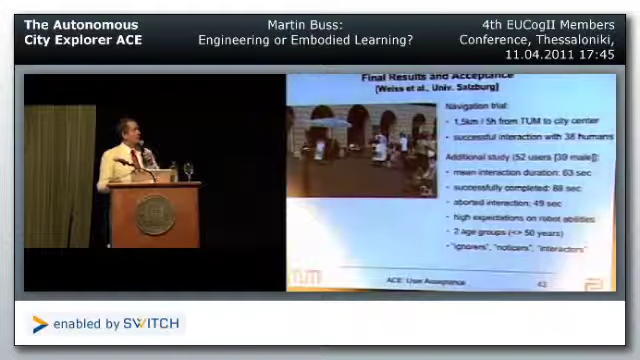 The Autonomous
City Explorer ACE
Martin Buss:
Engineering or Embodied Learning?
4th EUCogII Members
Conference, Thessaloniki,
11.04.2011 17:45
Final Results and Acceptance
[Weiss et al., Univ. Salzburg]
Navigation trial:
1,5km / 5h from TUM to city center
successful interaction with 38 humans
Additional study (52 users [39 male]):
mean interaction duration: 63 sec
successfully completed: 88 sec
aborted interaction: 49 sec
high expectations on robot abilities
2 age groups (<> 50 years)
"ignorers", "noticers", "interactors"
TUM
ACE: User Acceptance
43
enabled by SWITCH